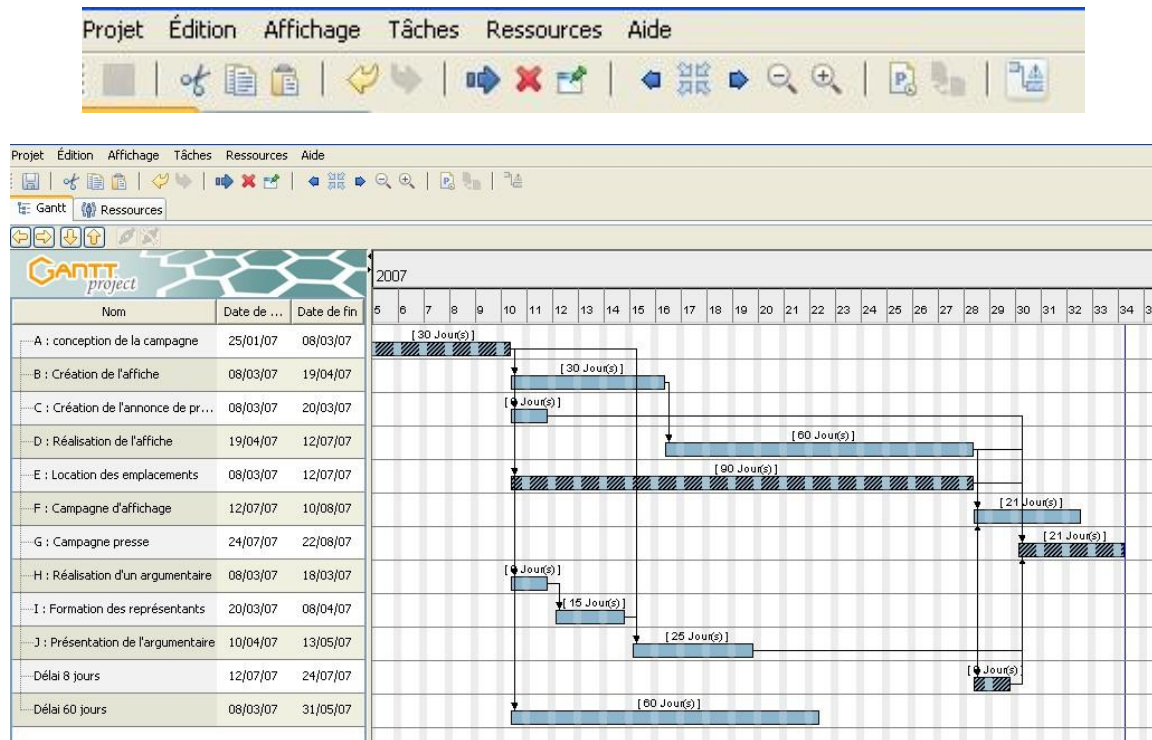 Projet Édition Affichage Tâches Ressources Aide
Projet Édition Affichage Tâches Ressources Aide
Gantt Ressources
GANTT project
2007
Nom Date de ... Date de fin 5 6 7 8 9 10 11 12 13 14 15 16 17 18 19 20 21 22 23 24 25 26 27 28 29 30 31 32 33 34 3
A : conception de la campagne 25/01/07 08/03/07 [30 Jour(s)]
B : Création de l'affiche 08/03/07 19/04/07 [30 Jour(s)]
C : Création de l'annonce de pr... 08/03/07 20/03/07 Jour(s)]
D : Réalisation de l'affiche 19/04/07 12/07/07 [60 Jour(s)]
E : Location des emplacements 08/03/07 12/07/07 [90 Jour(s)]
F : Campagne d'affichage 12/07/07 10/08/07 [21 Jour(s)]
G : Campagne presse 24/07/07 22/08/07 [21 Jour(s)]
H : Réalisation d'un argumentaire 08/03/07 18/03/07 Jour(s)]
I : Formation des représentants 20/03/07 08/04/07 [15 Jour(s)]
J : Présentation de l'argumentaire 10/04/07 13/05/07 [25 Jour(s)]
Délai 8 jours 12/07/07 24/07/07 Jour(s)]
Délai 60 jours 08/03/07 31/05/07 [60 Jour(s)]